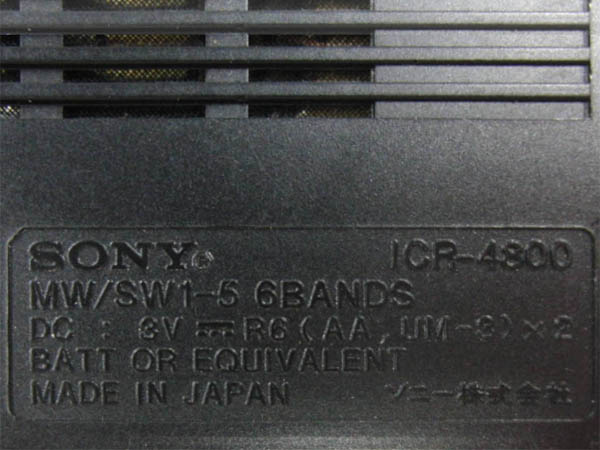 SONY® ICR-4800
MW/SW1-5 6BANDS
DC : 3V ⎓ R6 (AA, UM-3) × 2
BATT OR EQUIVALENT
MADE IN JAPAN ソニー株式会社